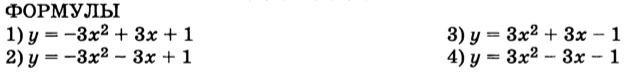 ФОРМУЛЫ
1) y = –3x² + 3x + 1 3) y = 3x² + 3x – 1
2) y = –3x² – 3x + 1 4) y = 3x² – 3x – 1